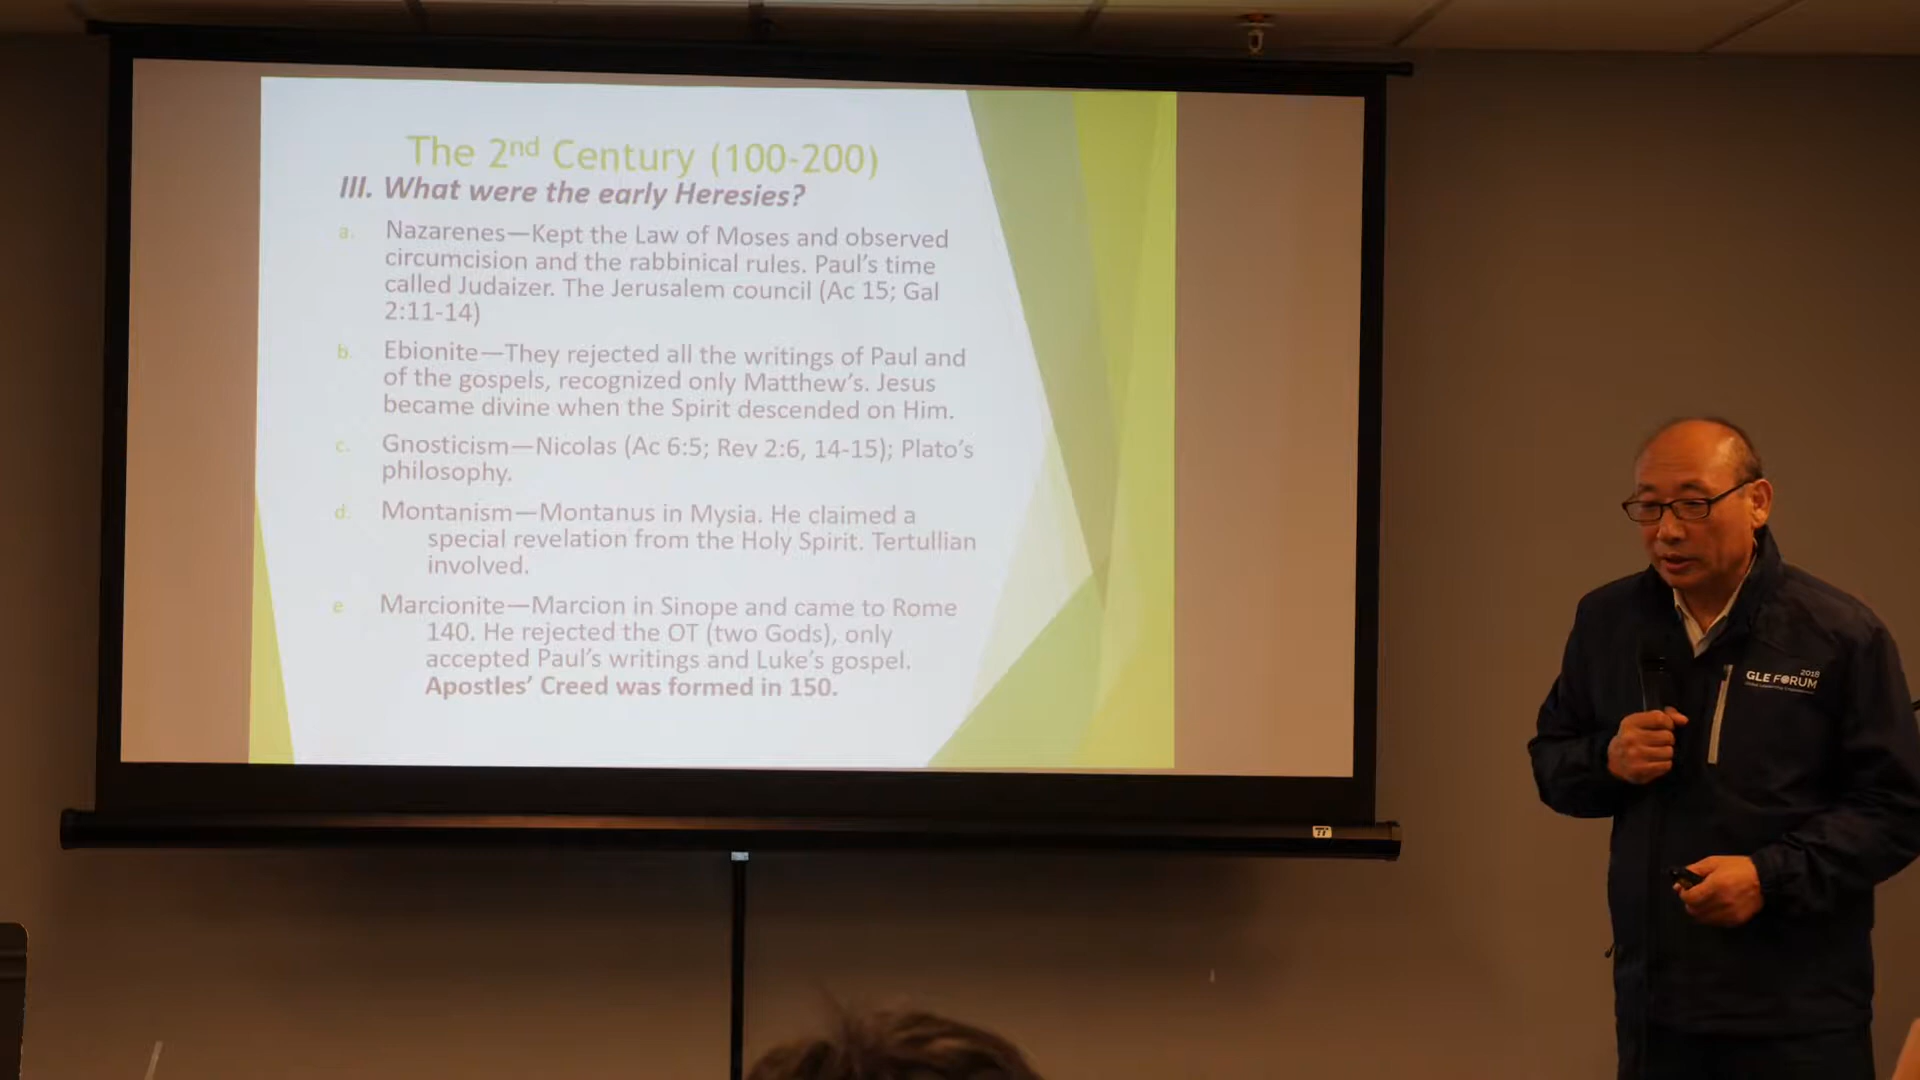 The 2nd Century (100-200)
III. What were the early Heresies?
a. Nazarenes—Kept the Law of Moses and observed
circumcision and the rabbinical rules. Paul's time
called Judaizer. The Jerusalem council (Ac 15; Gal
2:11-14)
b. Ebionite—They rejected all the writings of Paul and
of the gospels, recognized only Matthew's. Jesus
became divine when the Spirit descended on Him.
c. Gnosticism—Nicolas (Ac 6:5; Rev 2:6, 14-15); Plato's
philosophy.
d. Montanism—Montanus in Mysia. He claimed a
special revelation from the Holy Spirit. Tertullian
involved.
e Marcionite—Marcion in Sinope and came to Rome
140. He rejected the OT (two Gods), only
accepted Paul's writings and Luke's gospel.
Apostles' Creed was formed in 150.
2018
GLE FORUM